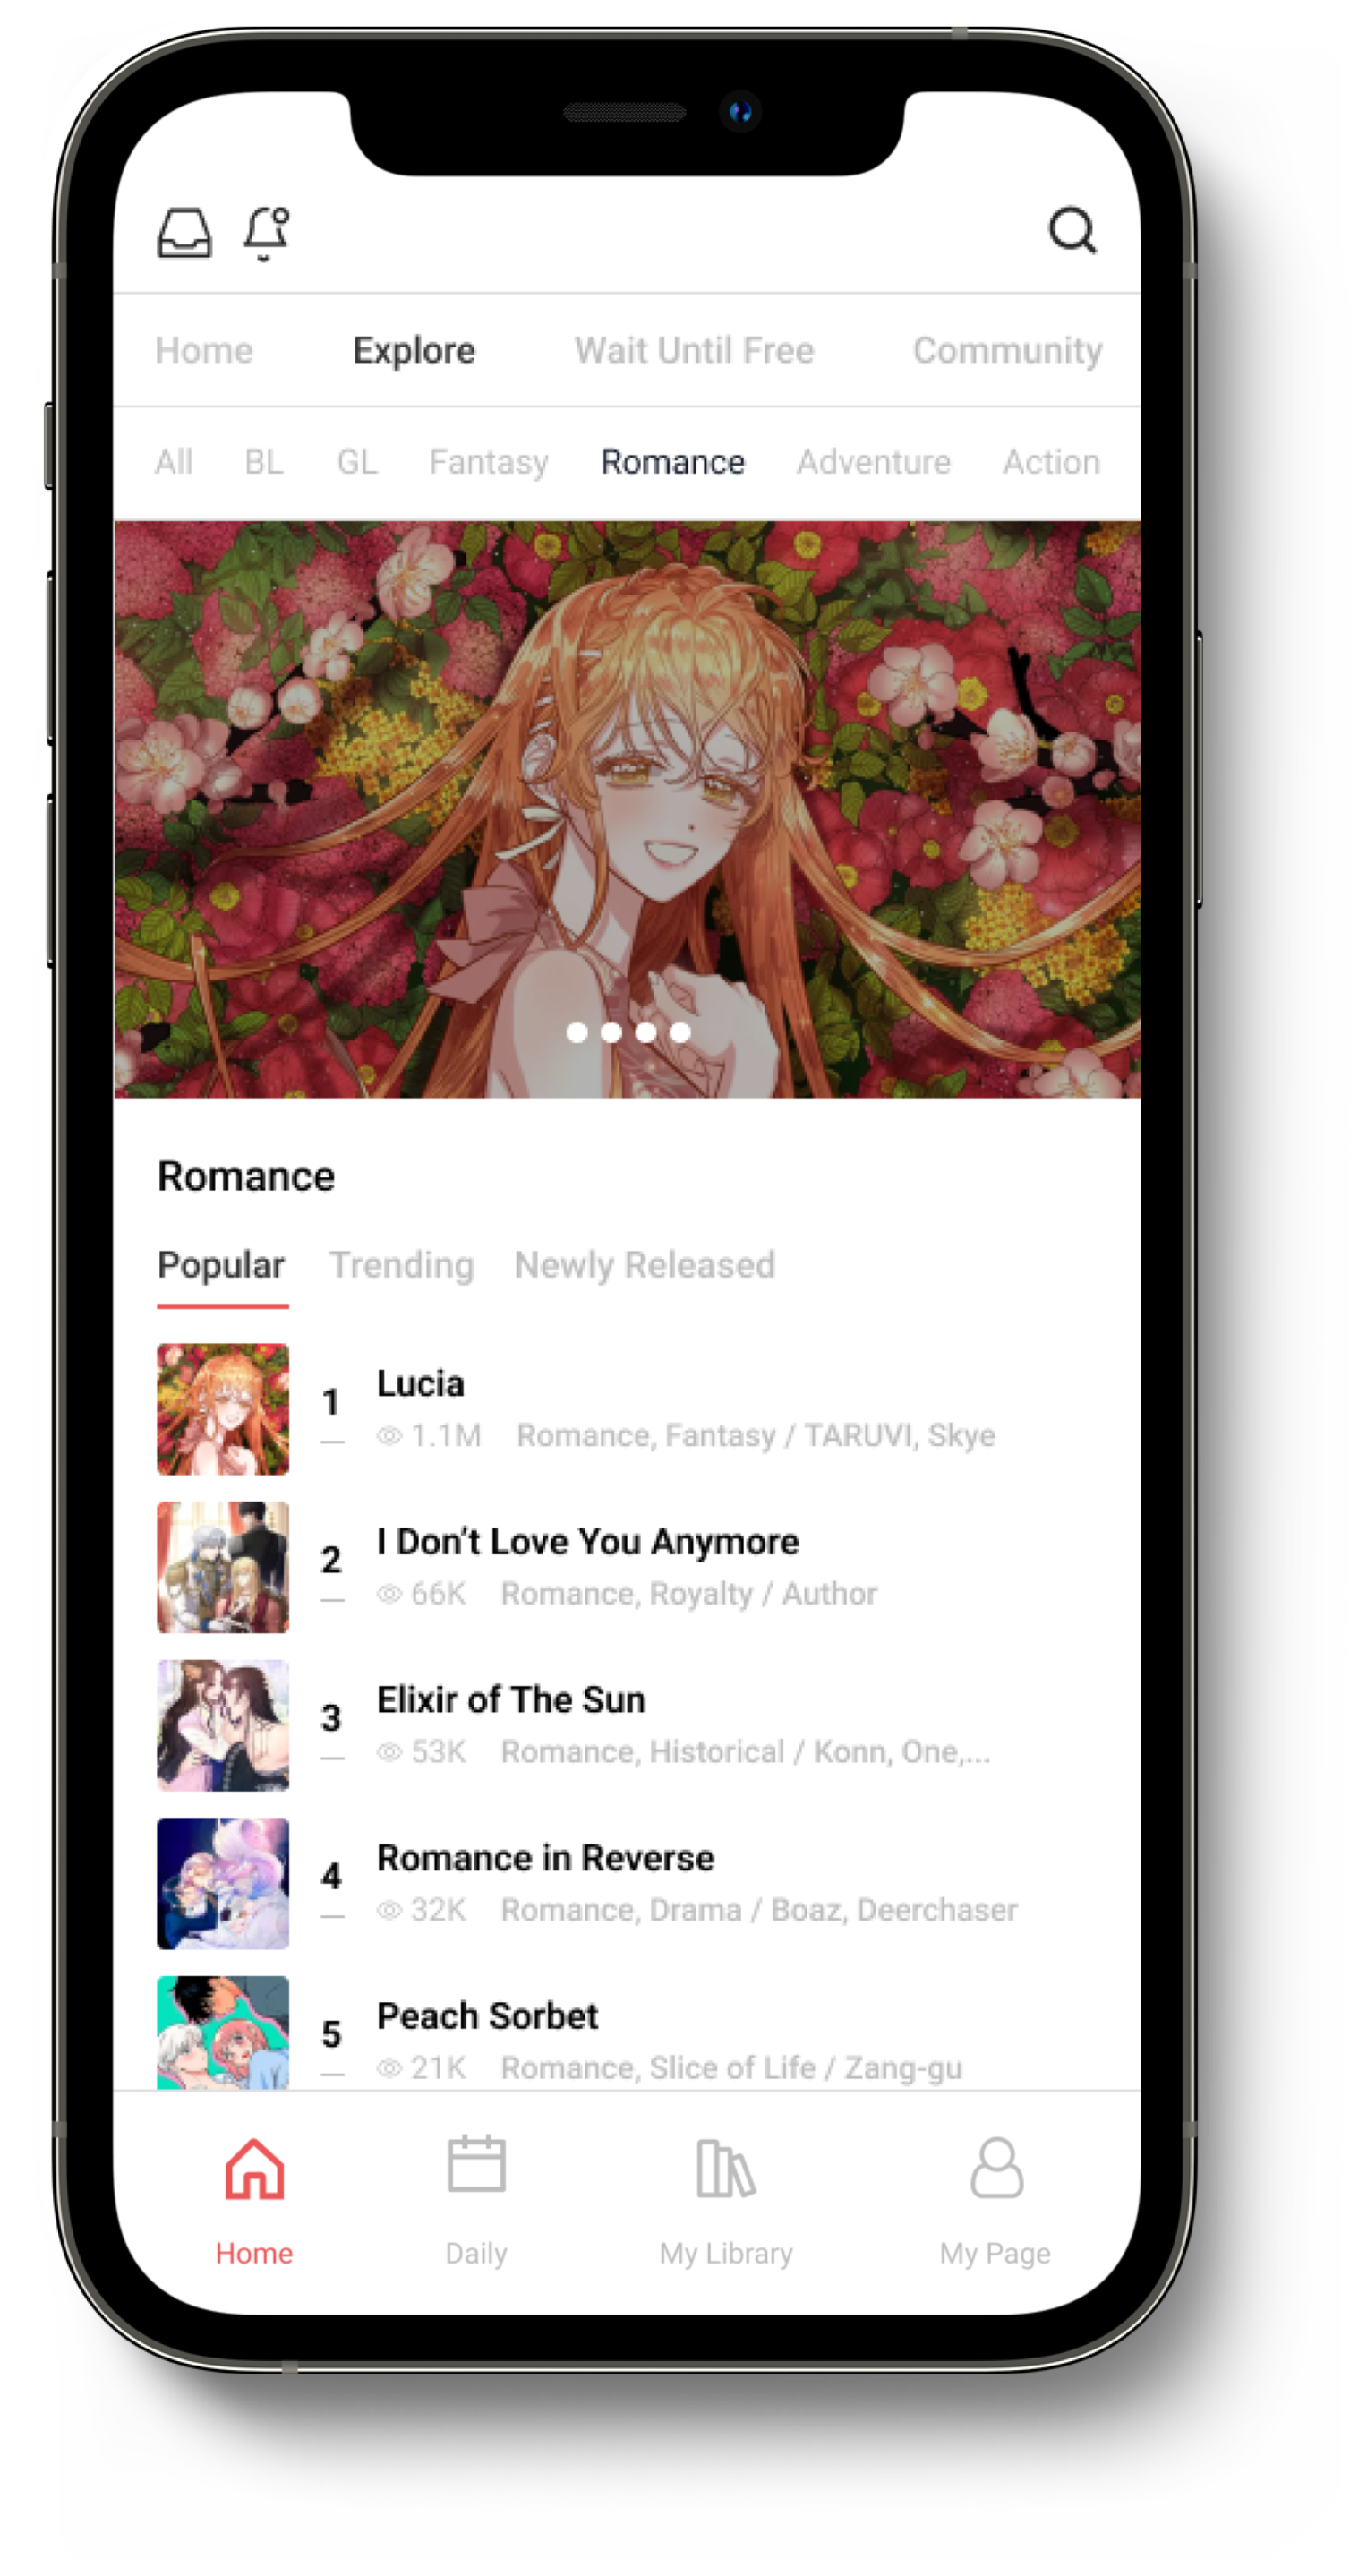 Home Explore Wait Until Free Community
All BL GL Fantasy Romance Adventure Action
Romance
Popular Trending Newly Released
1 Lucia
1.1M Romance, Fantasy / TARUVI, Skye
2 I Don't Love You Anymore
66K Romance, Royalty / Author
3 Elixir of The Sun
53K Romance, Historical / Konn, One,...
4 Romance in Reverse
32K Romance, Drama / Boaz, Deerchaser
5 Peach Sorbet
21K Romance, Slice of Life / Zang-gu
Home Daily My Library My Page